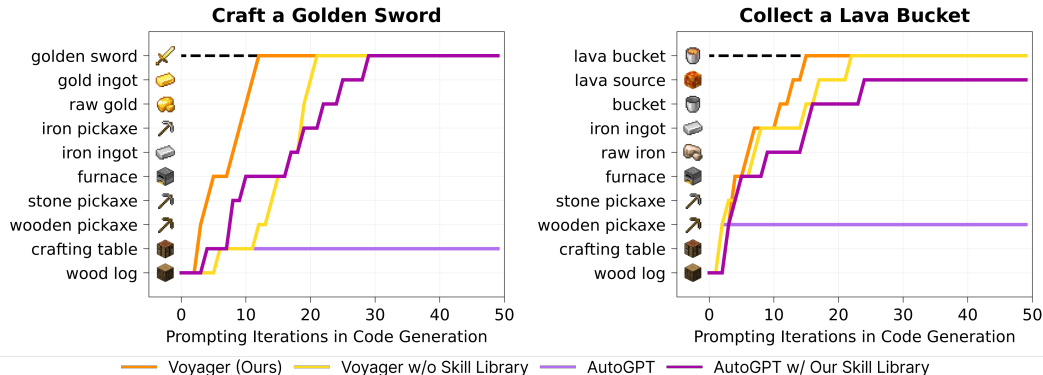 Craft a Golden Sword
golden sword
gold ingot
raw gold
iron pickaxe
iron ingot
furnace
stone pickaxe
wooden pickaxe
crafting table
wood log
0 10 20 30 40 50
Prompting Iterations in Code Generation
Collect a Lava Bucket
lava bucket
lava source
bucket
iron ingot
raw iron
furnace
stone pickaxe
wooden pickaxe
crafting table
wood log
0 10 20 30 40 50
Prompting Iterations in Code Generation
Voyager (Ours) Voyager w/o Skill Library AutoGPT AutoGPT w/ Our Skill Library